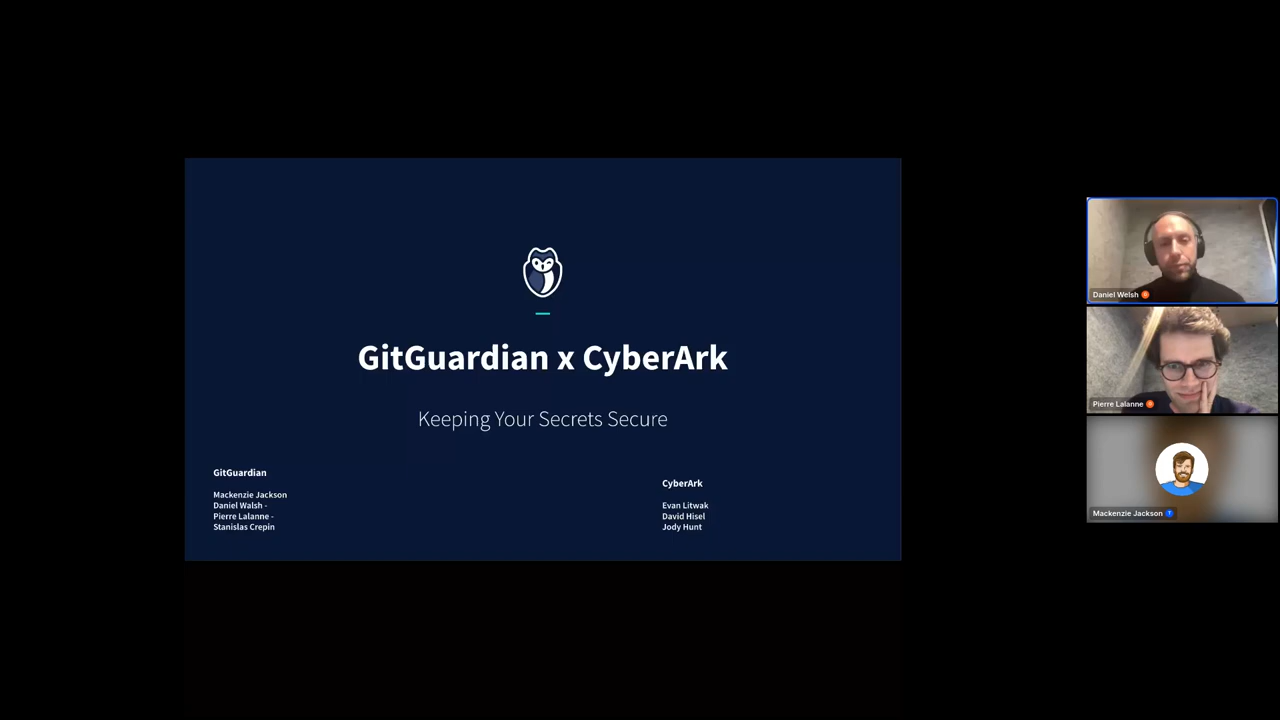 GitGuardian x CyberArk
Keeping Your Secrets Secure
GitGuardian
Mackenzie Jackson
Daniel Walsh -
Pierre Lalanne -
Stanislas Crepin
CyberArk
Evan Litwak
David Hisel
Jody Hunt
Daniel Welsh
Pierre Lalanne
Mackenzie Jackson